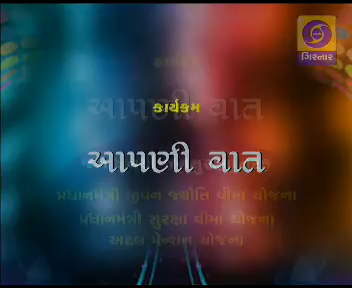 ગિરનાર
કાર્યક્રમ
આપણી વાત
પ્રધાનમંત્રી જીવન જ્યોતિ વીમા યોજના
પ્રધાનમંત્રી સુરક્ષા વીમા યોજના
અટલ પેન્શન યોજના